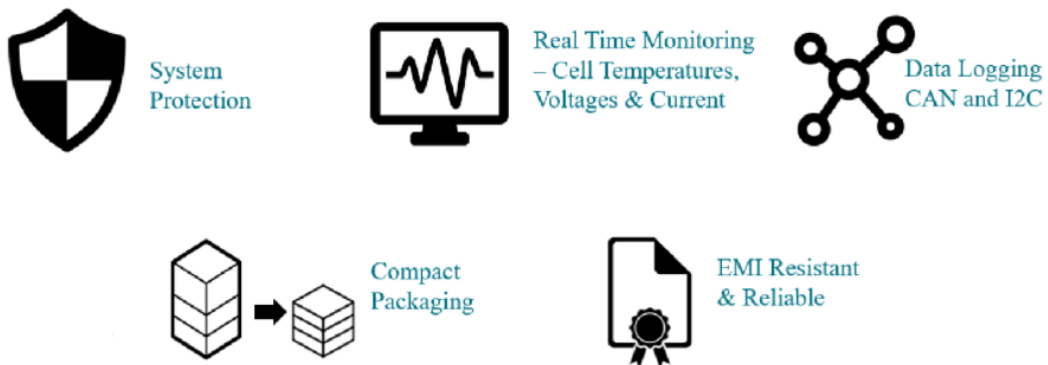 System
Protection
Real Time Monitoring
– Cell Temperatures,
Voltages & Current
Data Logging
CAN and I2C
Compact
Packaging
EMI Resistant
& Reliable